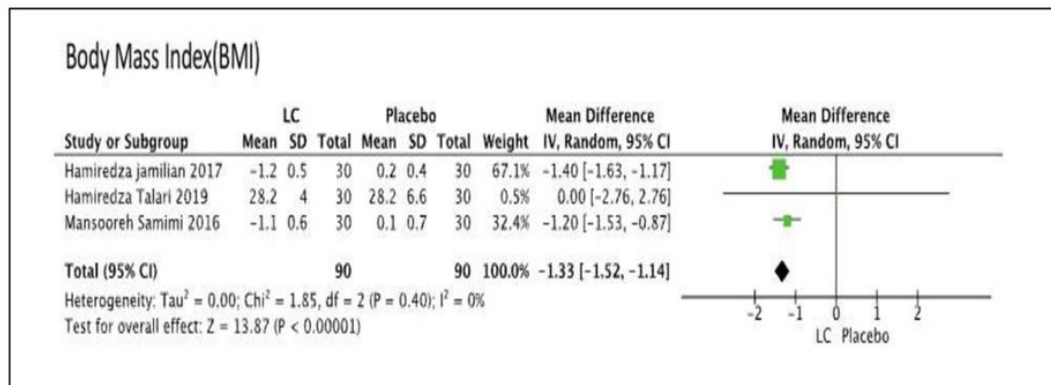 Body Mass Index(BMI)
LC Placebo Mean Difference Mean Difference
Study or Subgroup Mean SD Total Mean SD Total Weight IV, Random, 95% CI IV, Random, 95% CI
Hamiredza jamilian 2017 −1.2 0.5 30 0.2 0.4 30 67.1% −1.40 [−1.63, −1.17]
Hamiredza Talari 2019 28.2 4 30 28.2 6.6 30 0.5% 0.00 [−2.76, 2.76]
Mansooreh Samimi 2016 −1.1 0.6 30 0.1 0.7 30 32.4% −1.20 [−1.53, −0.87]
Total (95% CI) 90 90 100.0% −1.33 [−1.52, −1.14]
Heterogeneity: Tau² = 0.00; Chi² = 1.85, df = 2 (P = 0.40); I² = 0%
Test for overall effect: Z = 13.87 (P < 0.00001)
−2 −1 0 1 2
LC Placebo